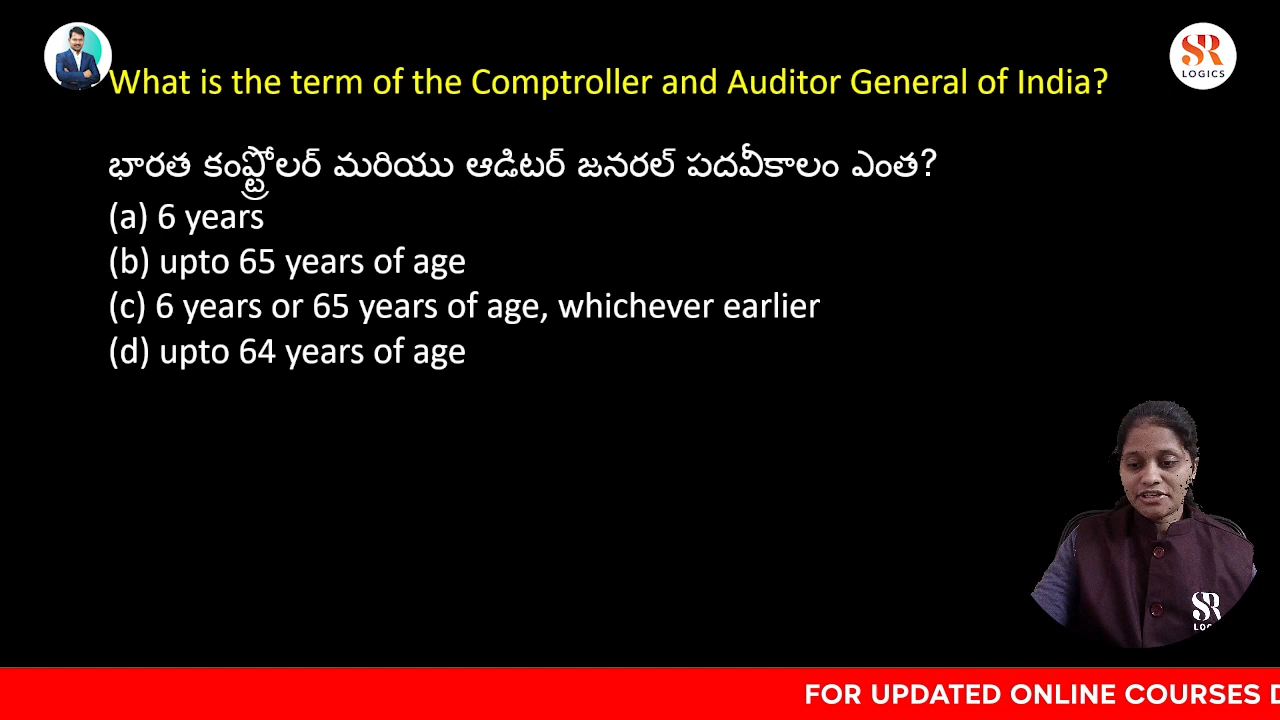 SR
LOGICS
What is the term of the Comptroller and Auditor General of India?
భారత కంప్ట్రోలర్ మరియు ఆడిటర్ జనరల్ పదవీకాలం ఎంత?
(a) 6 years
(b) upto 65 years of age
(c) 6 years or 65 years of age, whichever earlier
(d) upto 64 years of age
SR
FOR UPDATED ONLINE COURSES